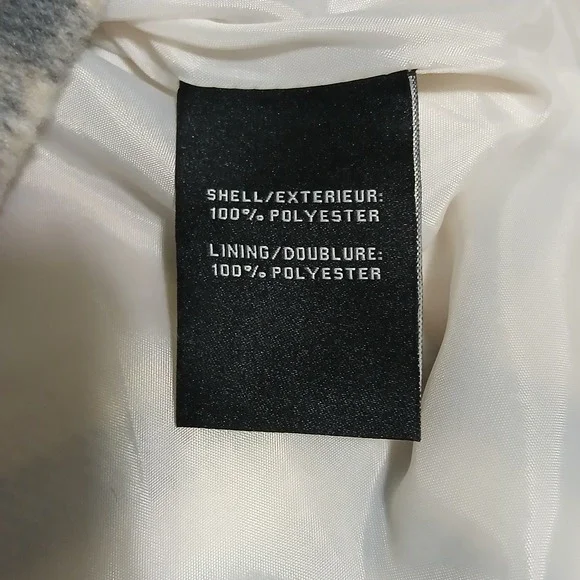 SHELL/EXTERIEUR:
100% POLYESTER
LINING/DOUBLURE:
100% POLYESTER